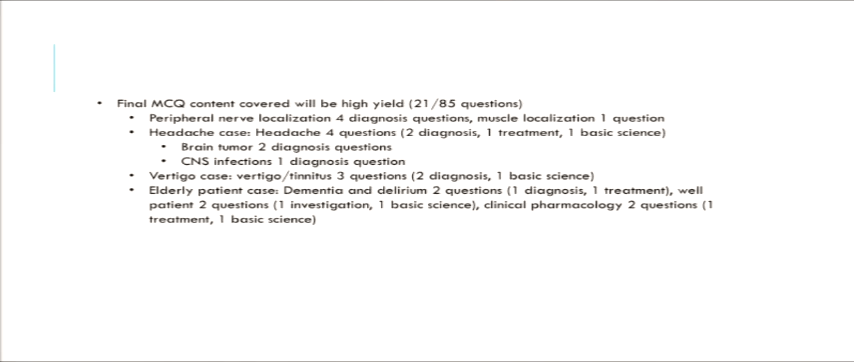 • Final MCQ content covered will be high yield (21/85 questions)
• Peripheral nerve localization 4 diagnosis questions, muscle localization 1 question
• Headache case: Headache 4 questions (2 diagnosis, 1 treatment, 1 basic science)
• Brain tumor 2 diagnosis questions
• CNS infections 1 diagnosis question
• Vertigo case: vertigo/tinnitus 3 questions (2 diagnosis, 1 basic science)
• Elderly patient case: Dementia and delirium 2 questions (1 diagnosis, 1 treatment), well
patient 2 questions (1 investigation, 1 basic science), clinical pharmacology 2 questions (1
treatment, 1 basic science)